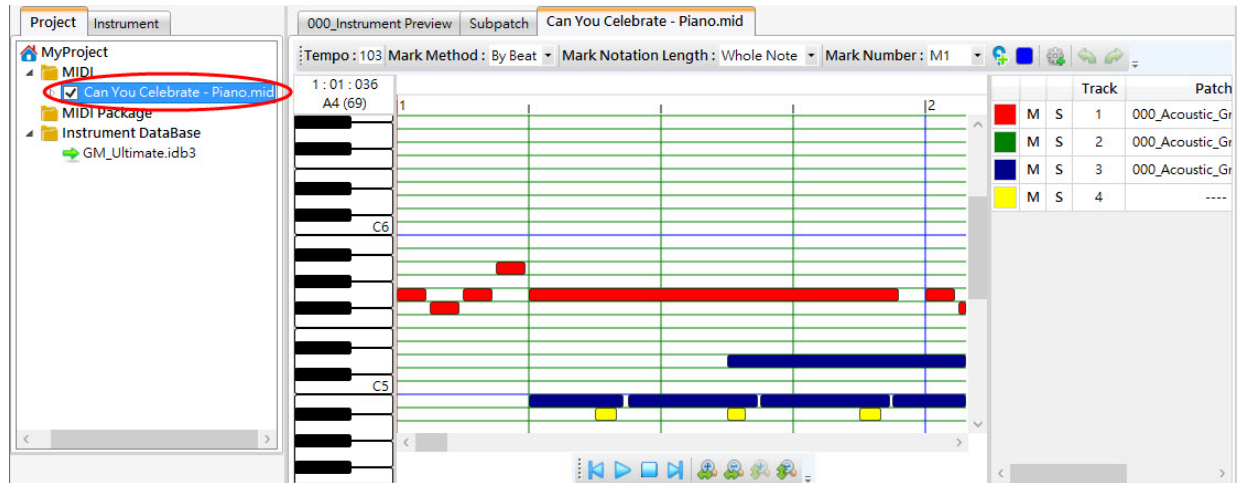 Project Instrument
MyProject
MIDI
Can You Celebrate - Piano.mid
MIDI Package
Instrument DataBase
GM_Ultimate.idb3
000_Instrument Preview Subpatch Can You Celebrate - Piano.mid
Tempo : 103 Mark Method : By Beat Mark Notation Length : Whole Note Mark Number : M1
1 : 01 : 036
A4 (69)
1 2
C6
C5
Track Patch
M S 1 000_Acoustic_Gr
M S 2 000_Acoustic_Gr
M S 3 000_Acoustic_Gr
M S 4 ----